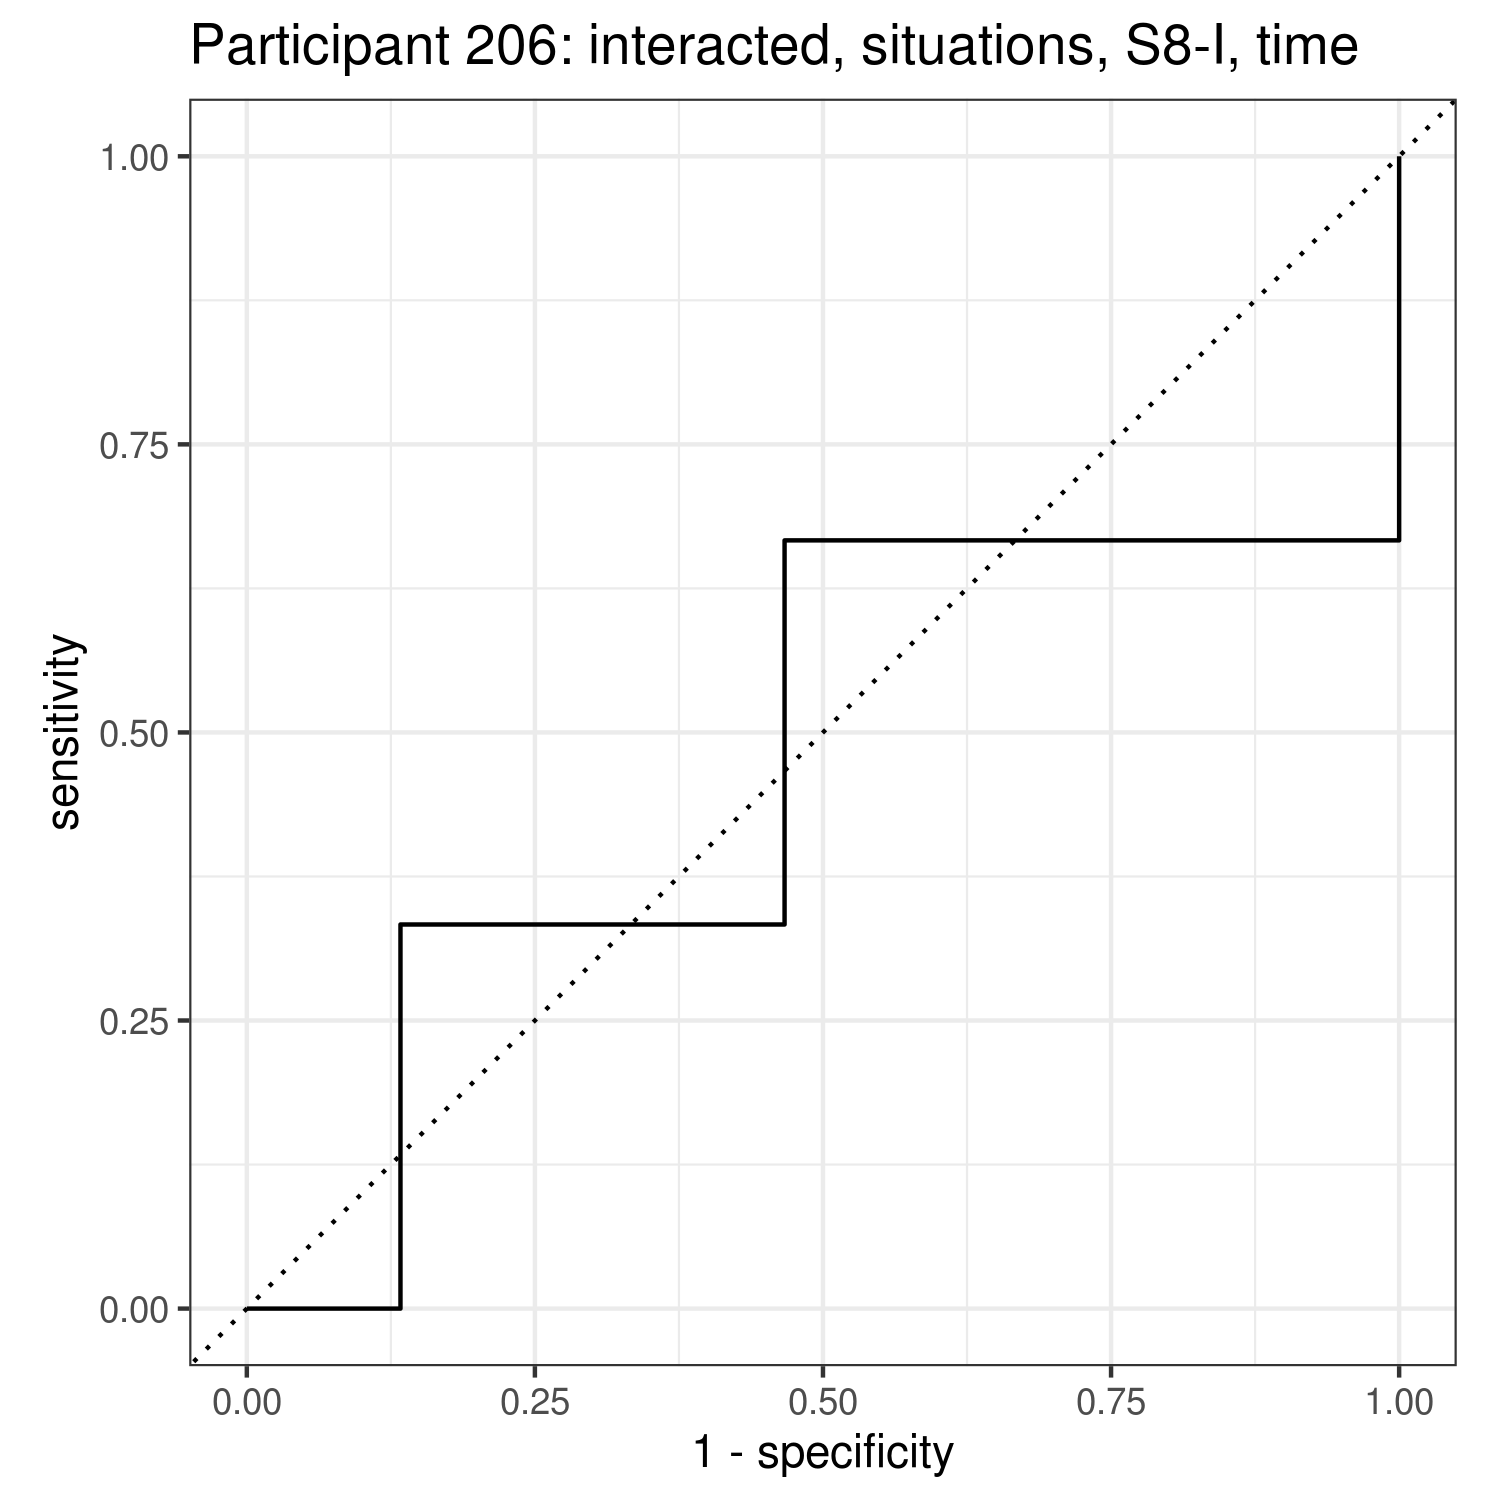 Participant 206: interacted, situations, S8-I, time
1.00
0.75
0.50
0.25
0.00
sensitivity
0.00 0.25 0.50 0.75 1.00
1 - specificity